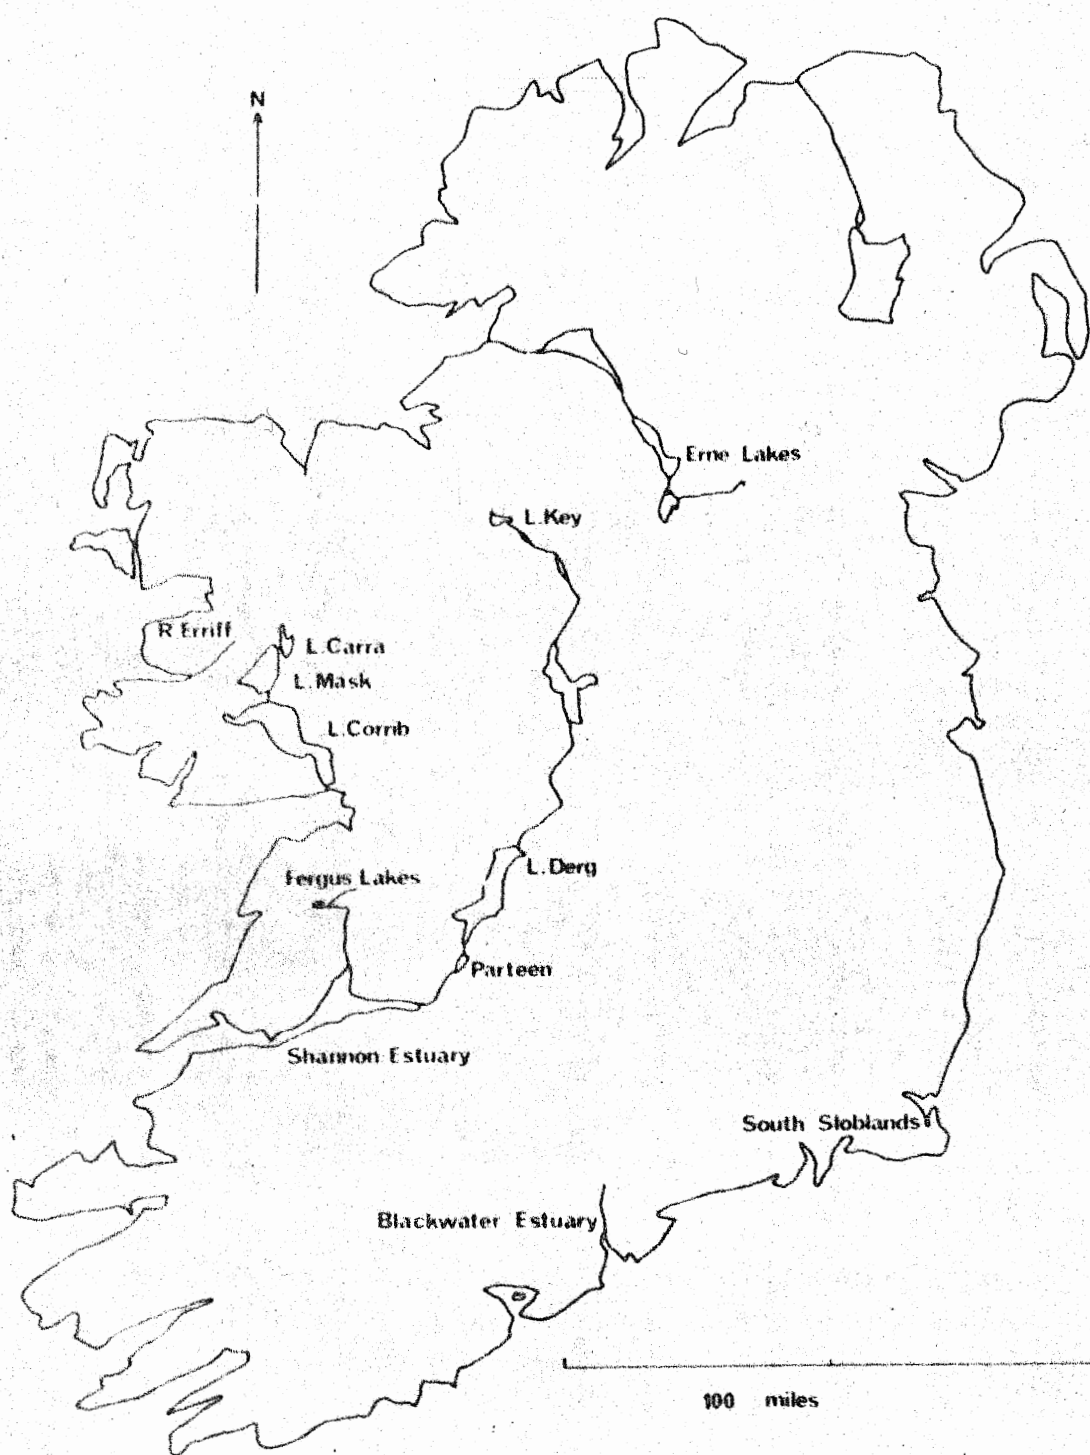 N
Erne Lakes
L.Key
R.Erriff
L.Carra
L.Mask
L.Corrib
Fergus Lakes
L.Derg
Parteen
Shannon Estuary
South Sloblands
Blackwater Estuary
100 miles